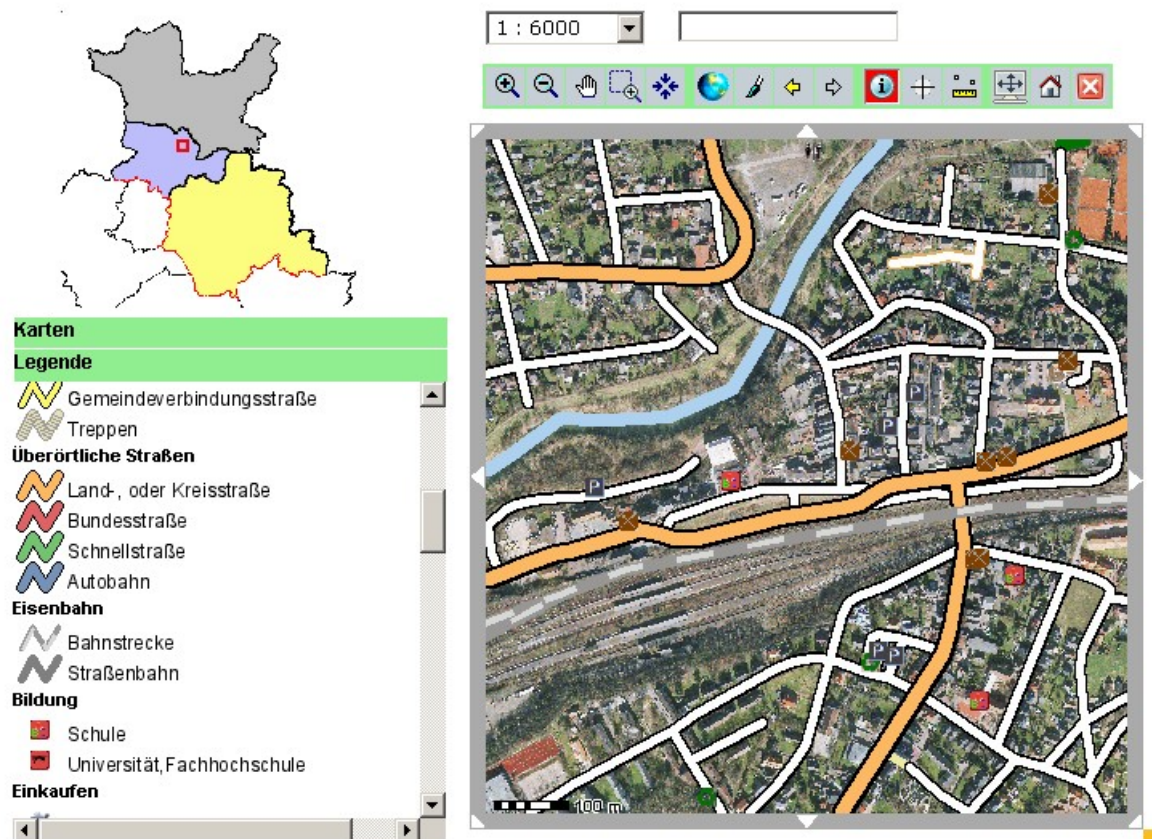 1 : 6000
Karten
Legende
Gemeindeverbindungsstraße
Treppen
Überörtliche Straßen
Land-, oder Kreisstraße
Bundesstraße
Schnellstraße
Autobahn
Eisenbahn
Bahnstrecke
Straßenbahn
Bildung
Schule
Universität,Fachhochschule
Einkaufen
P
P
P
P P
100 m